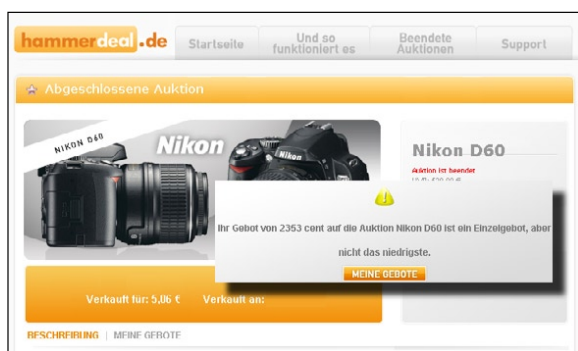 hammerdeal.de
Startseite
Und so
funktioniert es
Beendete
Auktionen
Support
Abgeschlossene Auktion
NIKON D60
Nikon
Nikon
Nikon D60
Auktion ist beendet
Ihr Gebot von 2353 cent auf die Auktion Nikon D60 ist ein Einzelgebot, aber
nicht das niedrigste.
MEINE GEBOTE
Verkauft für: 5,06 € Verkauft an:
BESCHREIBUNG | MEINE GEBOTE